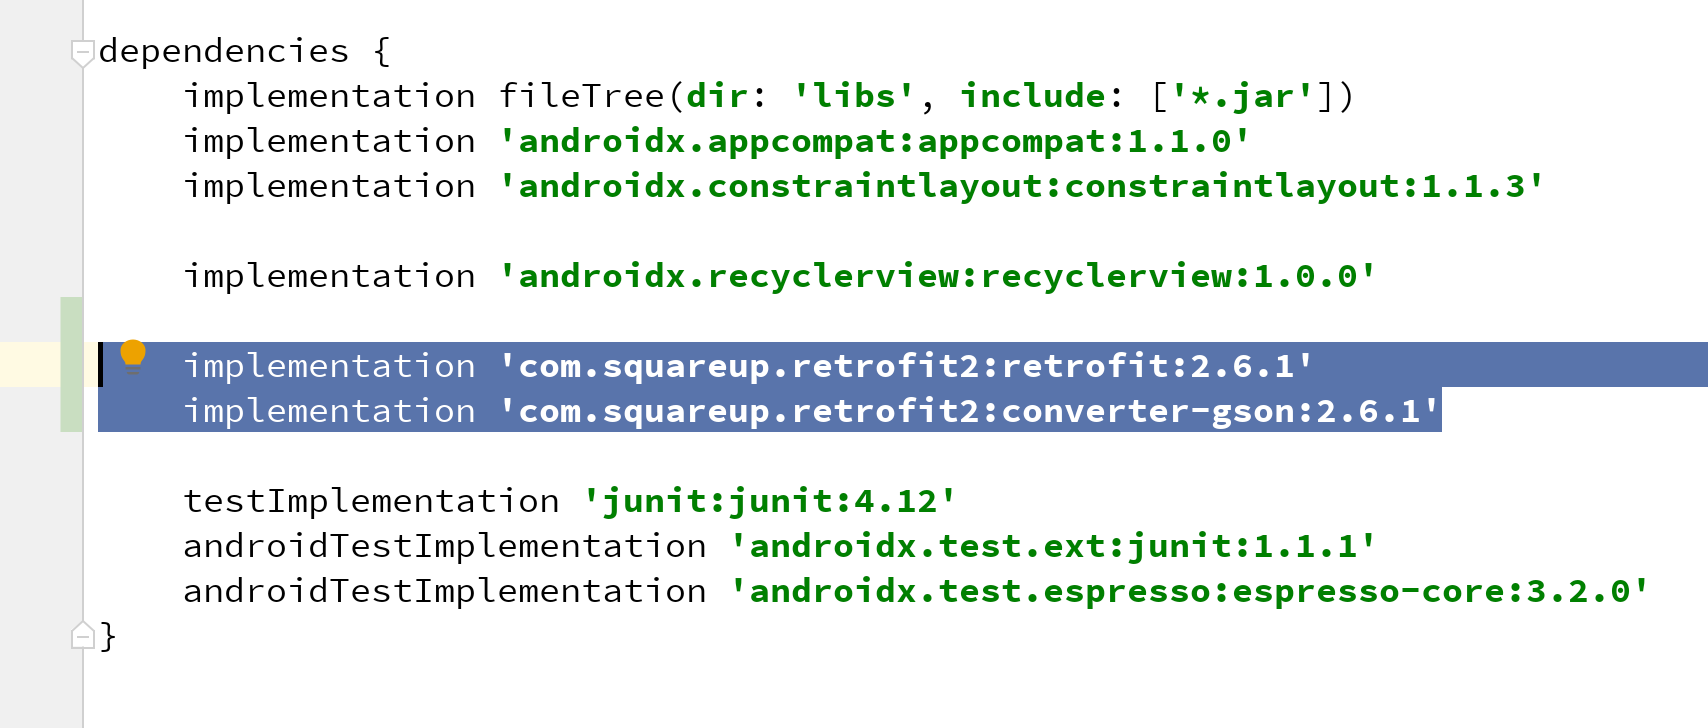 dependencies {
    implementation fileTree(dir: 'libs', include: ['*.jar'])
    implementation 'androidx.appcompat:appcompat:1.1.0'
    implementation 'androidx.constraintlayout:constraintlayout:1.1.3'
    implementation 'androidx.recyclerview:recyclerview:1.0.0'
    implementation 'com.squareup.retrofit2:retrofit:2.6.1'
    implementation 'com.squareup.retrofit2:converter-gson:2.6.1'
    testImplementation 'junit:junit:4.12'
    androidTestImplementation 'androidx.test.ext:junit:1.1.1'
    androidTestImplementation 'androidx.test.espresso:espresso-core:3.2.0'
}